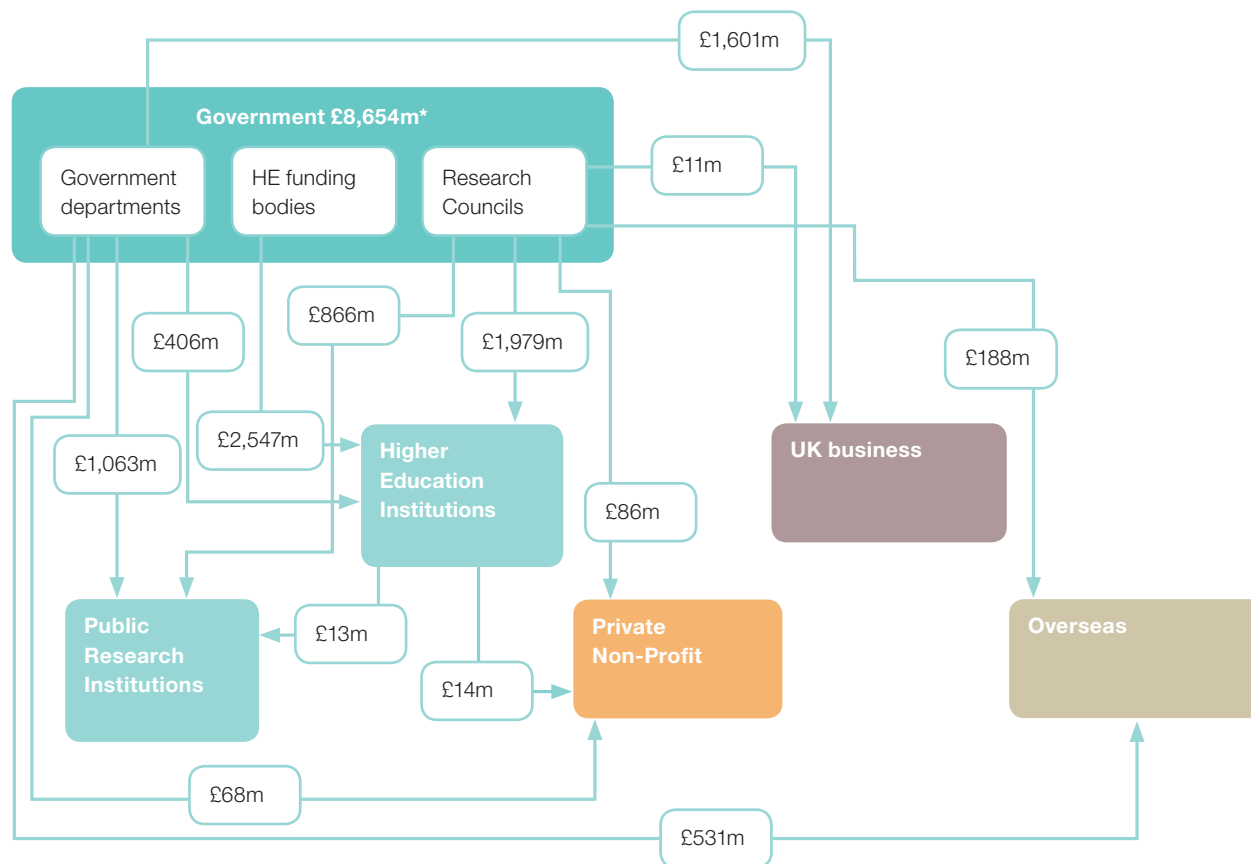 £1,601m
Government £8,654m*
Government
departments
HE funding
bodies
Research
Councils
£11m
£866m
£406m
£1,979m
£188m
£2,547m
£1,063m
Higher
Education
Institutions
UK business
£86m
Public
Research
Institutions
£13m
Private
Non-Profit
Overseas
£14m
£68m
£531m